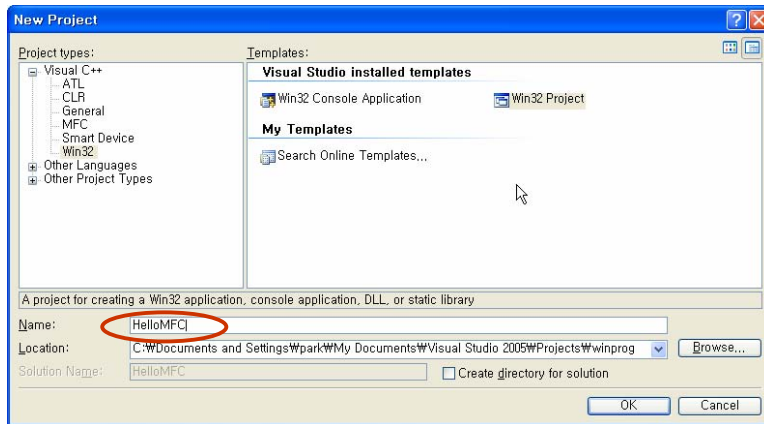 New Project
Project types:
Templates:
Visual C++
ATL
CLR
General
MFC
Smart Device
Win32
Other Languages
Other Project Types
Visual Studio installed templates
Win32 Console Application
Win32 Project
My Templates
Search Online Templates...
A project for creating a Win32 application, console application, DLL, or static library
Name:
HelloMFC
Location:
C:₩Documents and Settings₩park₩My Documents₩Visual Studio 2005₩Projects₩winprog
Browse...
Solution Name:
HelloMFC
Create directory for solution
OK
Cancel